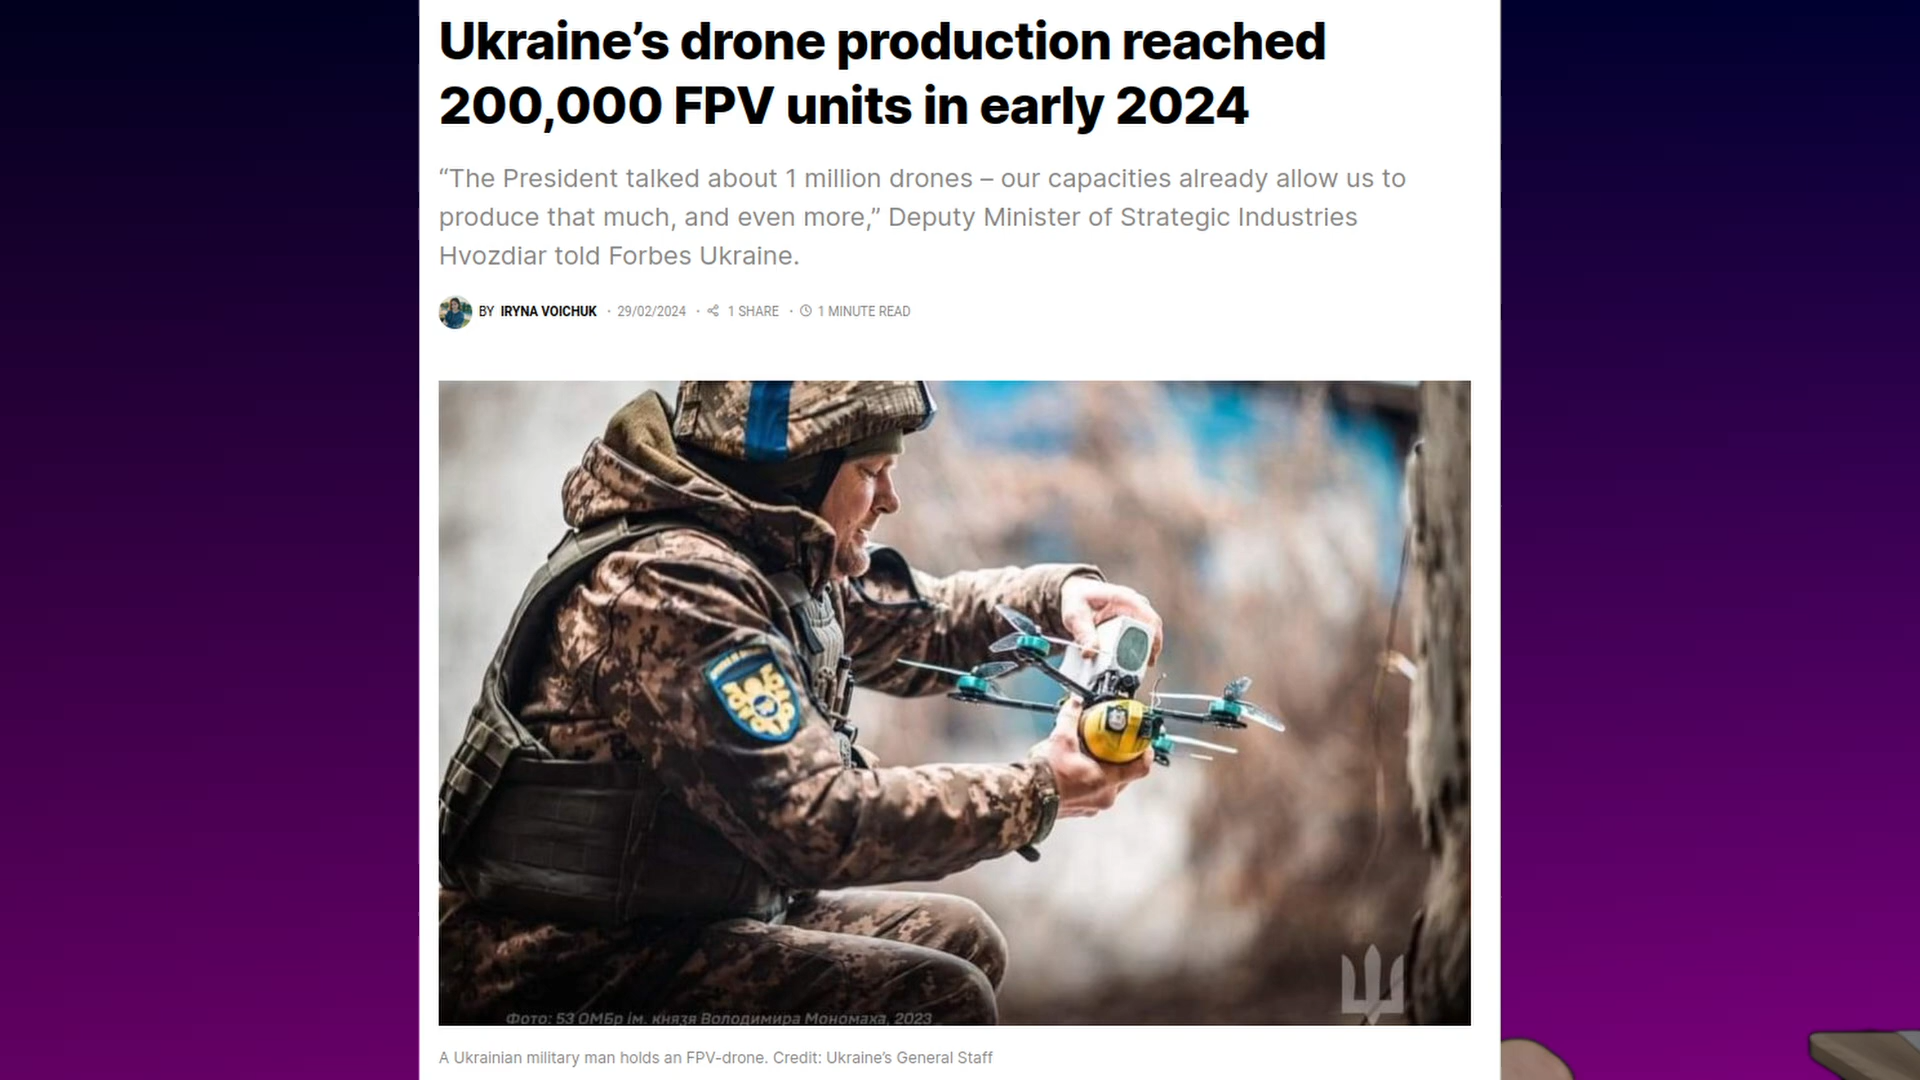 Ukraine’s drone production reached
200,000 FPV units in early 2024
“The President talked about 1 million drones – our capacities already allow us to
produce that much, and even more,” Deputy Minister of Strategic Industries
Hvozdiar told Forbes Ukraine.
BY IRYNA VOICHUK · 29/02/2024 · 1 SHARE · 1 MINUTE READ
Фото: 53 ОМБр ім. князя Володимира Мономаха, 2023
A Ukrainian military man holds an FPV-drone. Credit: Ukraine’s General Staff